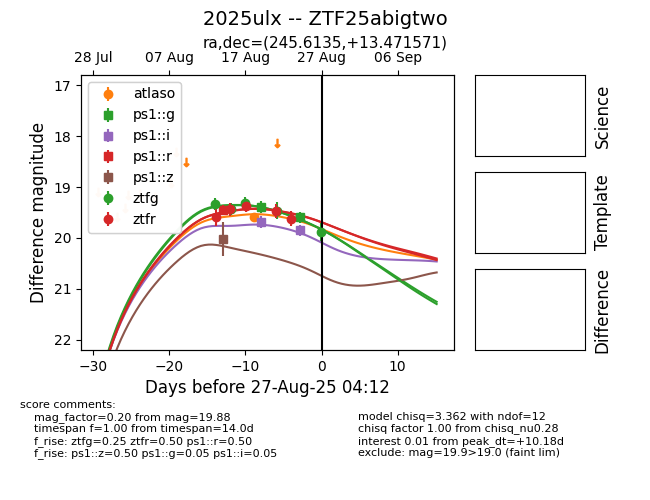 2025ulx -- ZTF25abigtwo
ra,dec=(245.6135,+13.471571)
28 Jul 07 Aug 17 Aug 27 Aug 06 Sep
17
18
19
20
21
22
Difference magnitude
atlaso
ps1::g
ps1::i
ps1::r
ps1::z
ztfg
ztfr
−30 −20 −10 0 10
Days before 27-Aug-25 04:12
Science
Template
Difference
score comments:
mag_factor=0.20 from mag=19.88
timespan f=1.00 from timespan=14.0d
f_rise: ztfg=0.25 ztfr=0.50 ps1::r=0.50
f_rise: ps1::z=0.50 ps1::g=0.05 ps1::i=0.05
model chisq=3.362 with ndof=12
chisq factor 1.00 from chisq_nu0.28
interest 0.01 from peak_dt=+10.18d
exclude: mag=19.9>19.0 (faint lim)